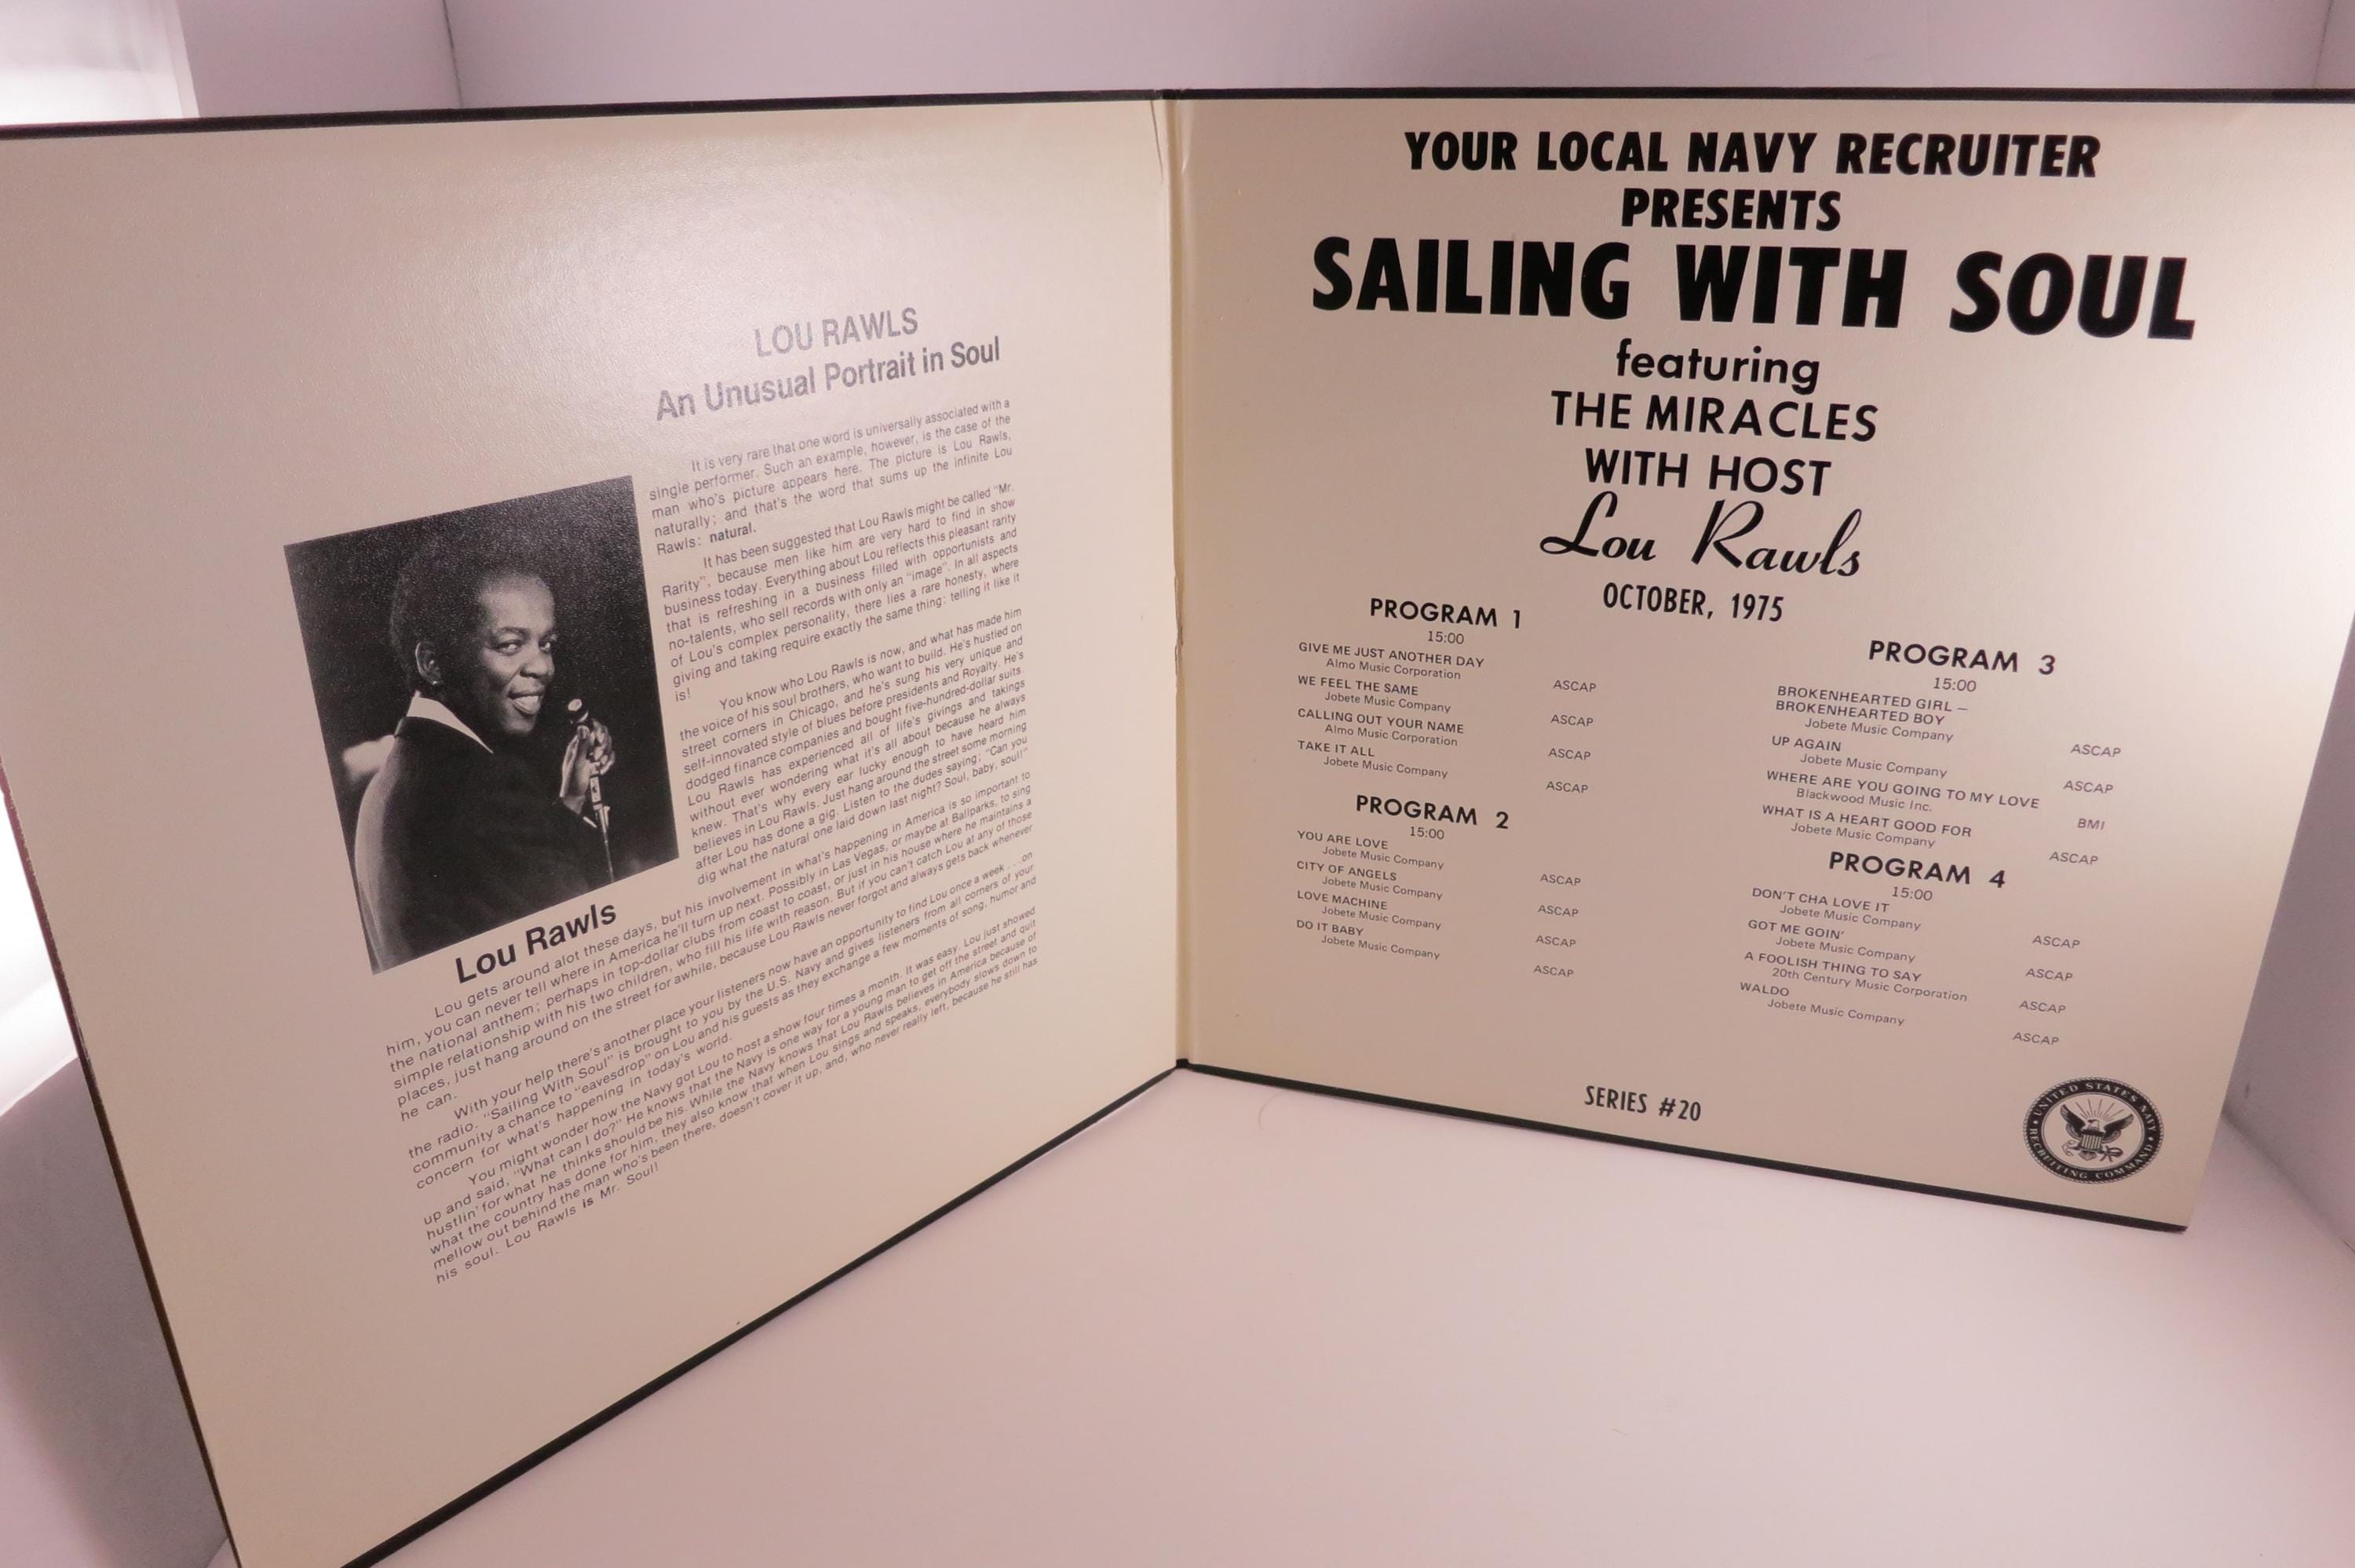 LOU RAWLS
An Unusual Portrait in Soul
It is very rare that one word is universally associated with a
single performer. Such an example, however, is the case of the
man who's picture appears here. The picture is Lou Rawls,
naturally; and that's the word that sums up the infinite Lou
Rawls: natural.
It has been suggested that Lou Rawls might be called "Mr.
Rarity", because men like him are very hard to find in show
business today. Everything about Lou reflects this pleasant rarity
that is refreshing in a business filled with opportunists and
no-talents, who sell records with only an "image". In all aspects
of Lou's complex personality, there lies a rare honesty, where
giving and taking require exactly the same thing: telling it like it
is!
You know who Lou Rawls is now, and what has made him
the voice of his soul brothers, who want to build. He's hustled on
street corners in Chicago, and he's sung his very unique and
self-innovated style of blues before presidents and Royalty. He's
dodged finance companies and bought five-hundred-dollar suits.
Lou Rawls has experienced all of life's givings and takings
without ever wondering what it's all about because he always
knew. That's why every ear lucky enough to have heard him
believes in Lou Rawls. Just hang around the street some morning
after Lou has done a gig. Listen to the dudes saying; "Can you
dig what the natural one laid down last night? Soul, baby, soul!"
Lou Rawls
Lou gets around alot these days, but his involvement in what's happening in America is so important to
him, you can never tell where in America he'll turn up next. Possibly in Las Vegas, or maybe at Ballparks, to sing
the national anthem; perhaps in top-dollar clubs from coast to coast, or just in his house where he maintains a
simple relationship with his two children, who fill his life with reason. But if you can't catch Lou at any of those
places, just hang around on the street for awhile, because Lou Rawls never forgot and always gets back whenever
he can.
With your help there's another place your listeners now have an opportunity to find Lou once a week . . . on
the radio. "Sailing With Soul" is brought to you by the U.S. Navy and gives listeners from all corners of your
community a chance to "eavesdrop" on Lou and his guests as they exchange a few moments of song, humor and
concern for what's happening in today's world.
You might wonder how the Navy got Lou to host a show four times a month. It was easy. Lou just showed
up and said, "What can I do?" He knows that the Navy is one way for a young man to get off the street and quit
hustlin' for what he thinks should be his. While the Navy knows that Lou Rawls believes in America because of
what the country has done for him, they also know that when Lou sings and speaks, everybody slows down to
mellow out behind the man who's been there, doesn't cover it up, and, who never really left, because he still has
his soul. Lou Rawls is Mr. Soul!
YOUR LOCAL NAVY RECRUITER
PRESENTS
SAILING WITH SOUL
featuring
THE MIRACLES
WITH HOST
Lou Rawls
OCTOBER, 1975
PROGRAM 1
15:00
GIVE ME JUST ANOTHER DAY
Almo Music Corporation ASCAP
WE FEEL THE SAME
Jobete Music Company ASCAP
CALLING OUT YOUR NAME
Almo Music Corporation ASCAP
TAKE IT ALL
Jobete Music Company ASCAP
PROGRAM 2
15:00
YOU ARE LOVE
Jobete Music Company ASCAP
CITY OF ANGELS
Jobete Music Company ASCAP
LOVE MACHINE
Jobete Music Company ASCAP
DO IT BABY
Jobete Music Company ASCAP
PROGRAM 3
15:00
BROKENHEARTED GIRL –
BROKENHEARTED BOY
Jobete Music Company ASCAP
UP AGAIN
Jobete Music Company ASCAP
WHERE ARE YOU GOING TO MY LOVE
Blackwood Music Inc. BMI
WHAT IS A HEART GOOD FOR
Jobete Music Company ASCAP
PROGRAM 4
15:00
DON'T CHA LOVE IT
Jobete Music Company ASCAP
GOT ME GOIN'
Jobete Music Company ASCAP
A FOOLISH THING TO SAY
20th Century Music Corporation ASCAP
WALDO
Jobete Music Company ASCAP
SERIES #20
UNITED STATES NAVY
RECRUITING COMMAND